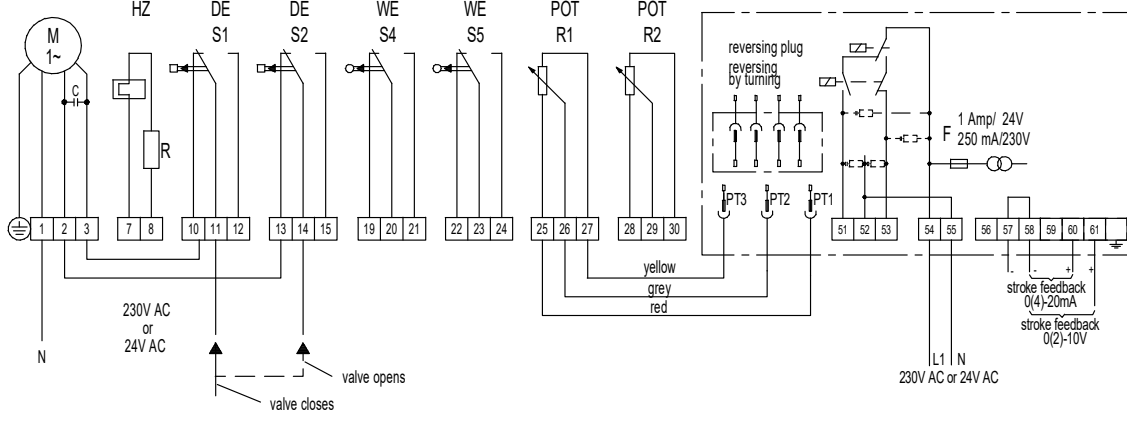 HZ DE DE WE WE POT POT
M 1~ S1 S2 S4 S5 R1 R2
reversing plug
reversing
by turning
C
R
F
1 Amp/ 24V
250 mA/230V
PT3 PT2 PT1
1 2 3 7 8 10 11 12 13 14 15 19 20 21 22 23 24 25 26 27 28 29 30 51 52 53 54 55 56 57 58 59 60 61
yellow
grey
red
- - + +
stroke feedback
0(4)-20mA
stroke feedback
0(2)-10V
230V AC
or
24V AC
N
L1 N
230V AC or 24V AC
valve opens
valve closes